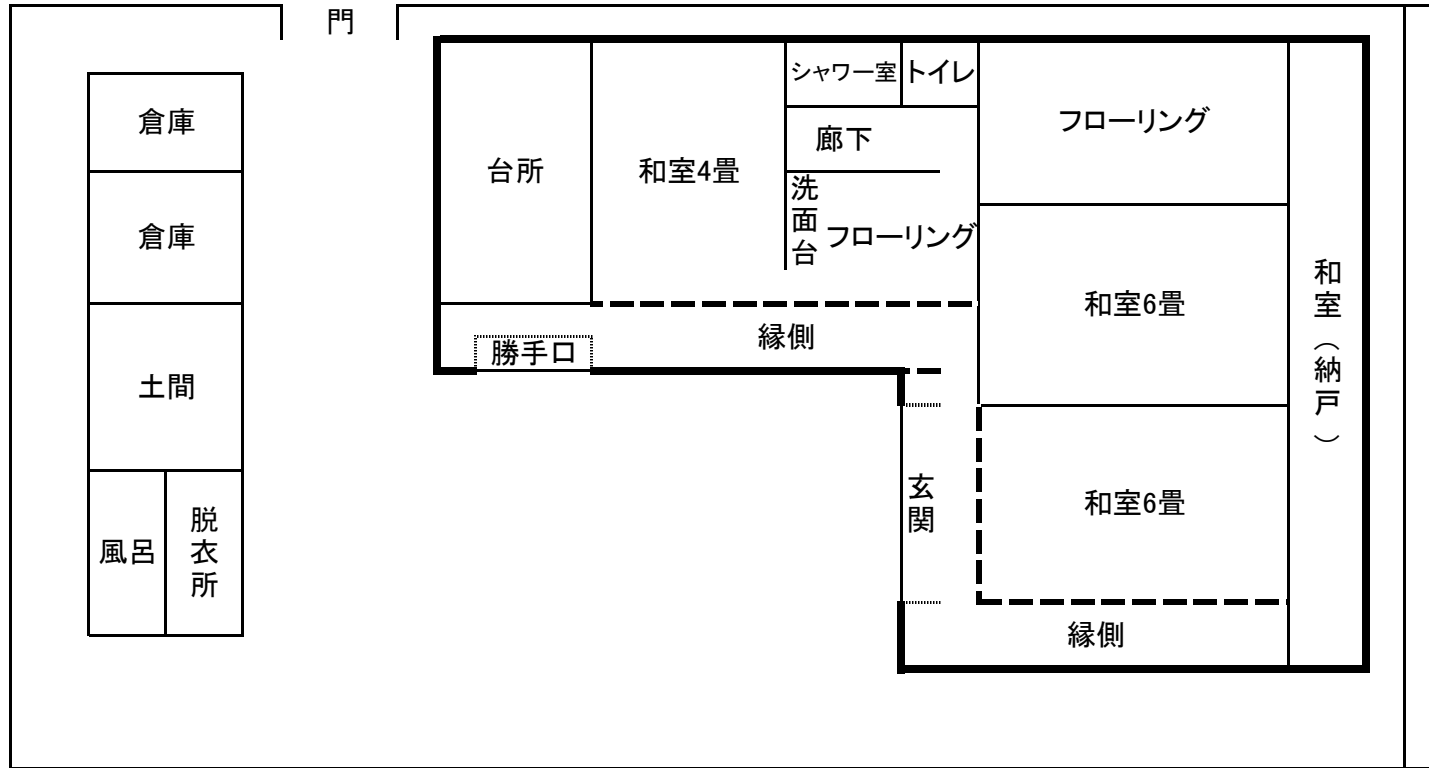 門
倉庫
倉庫
土間
風呂
脱衣所
台所
和室4畳
シャワー室
トイレ
廊下
洗面台
フローリング
フローリング
和室6畳
和室6畳
和室（納戸）
縁側
勝手口
玄関
縁側